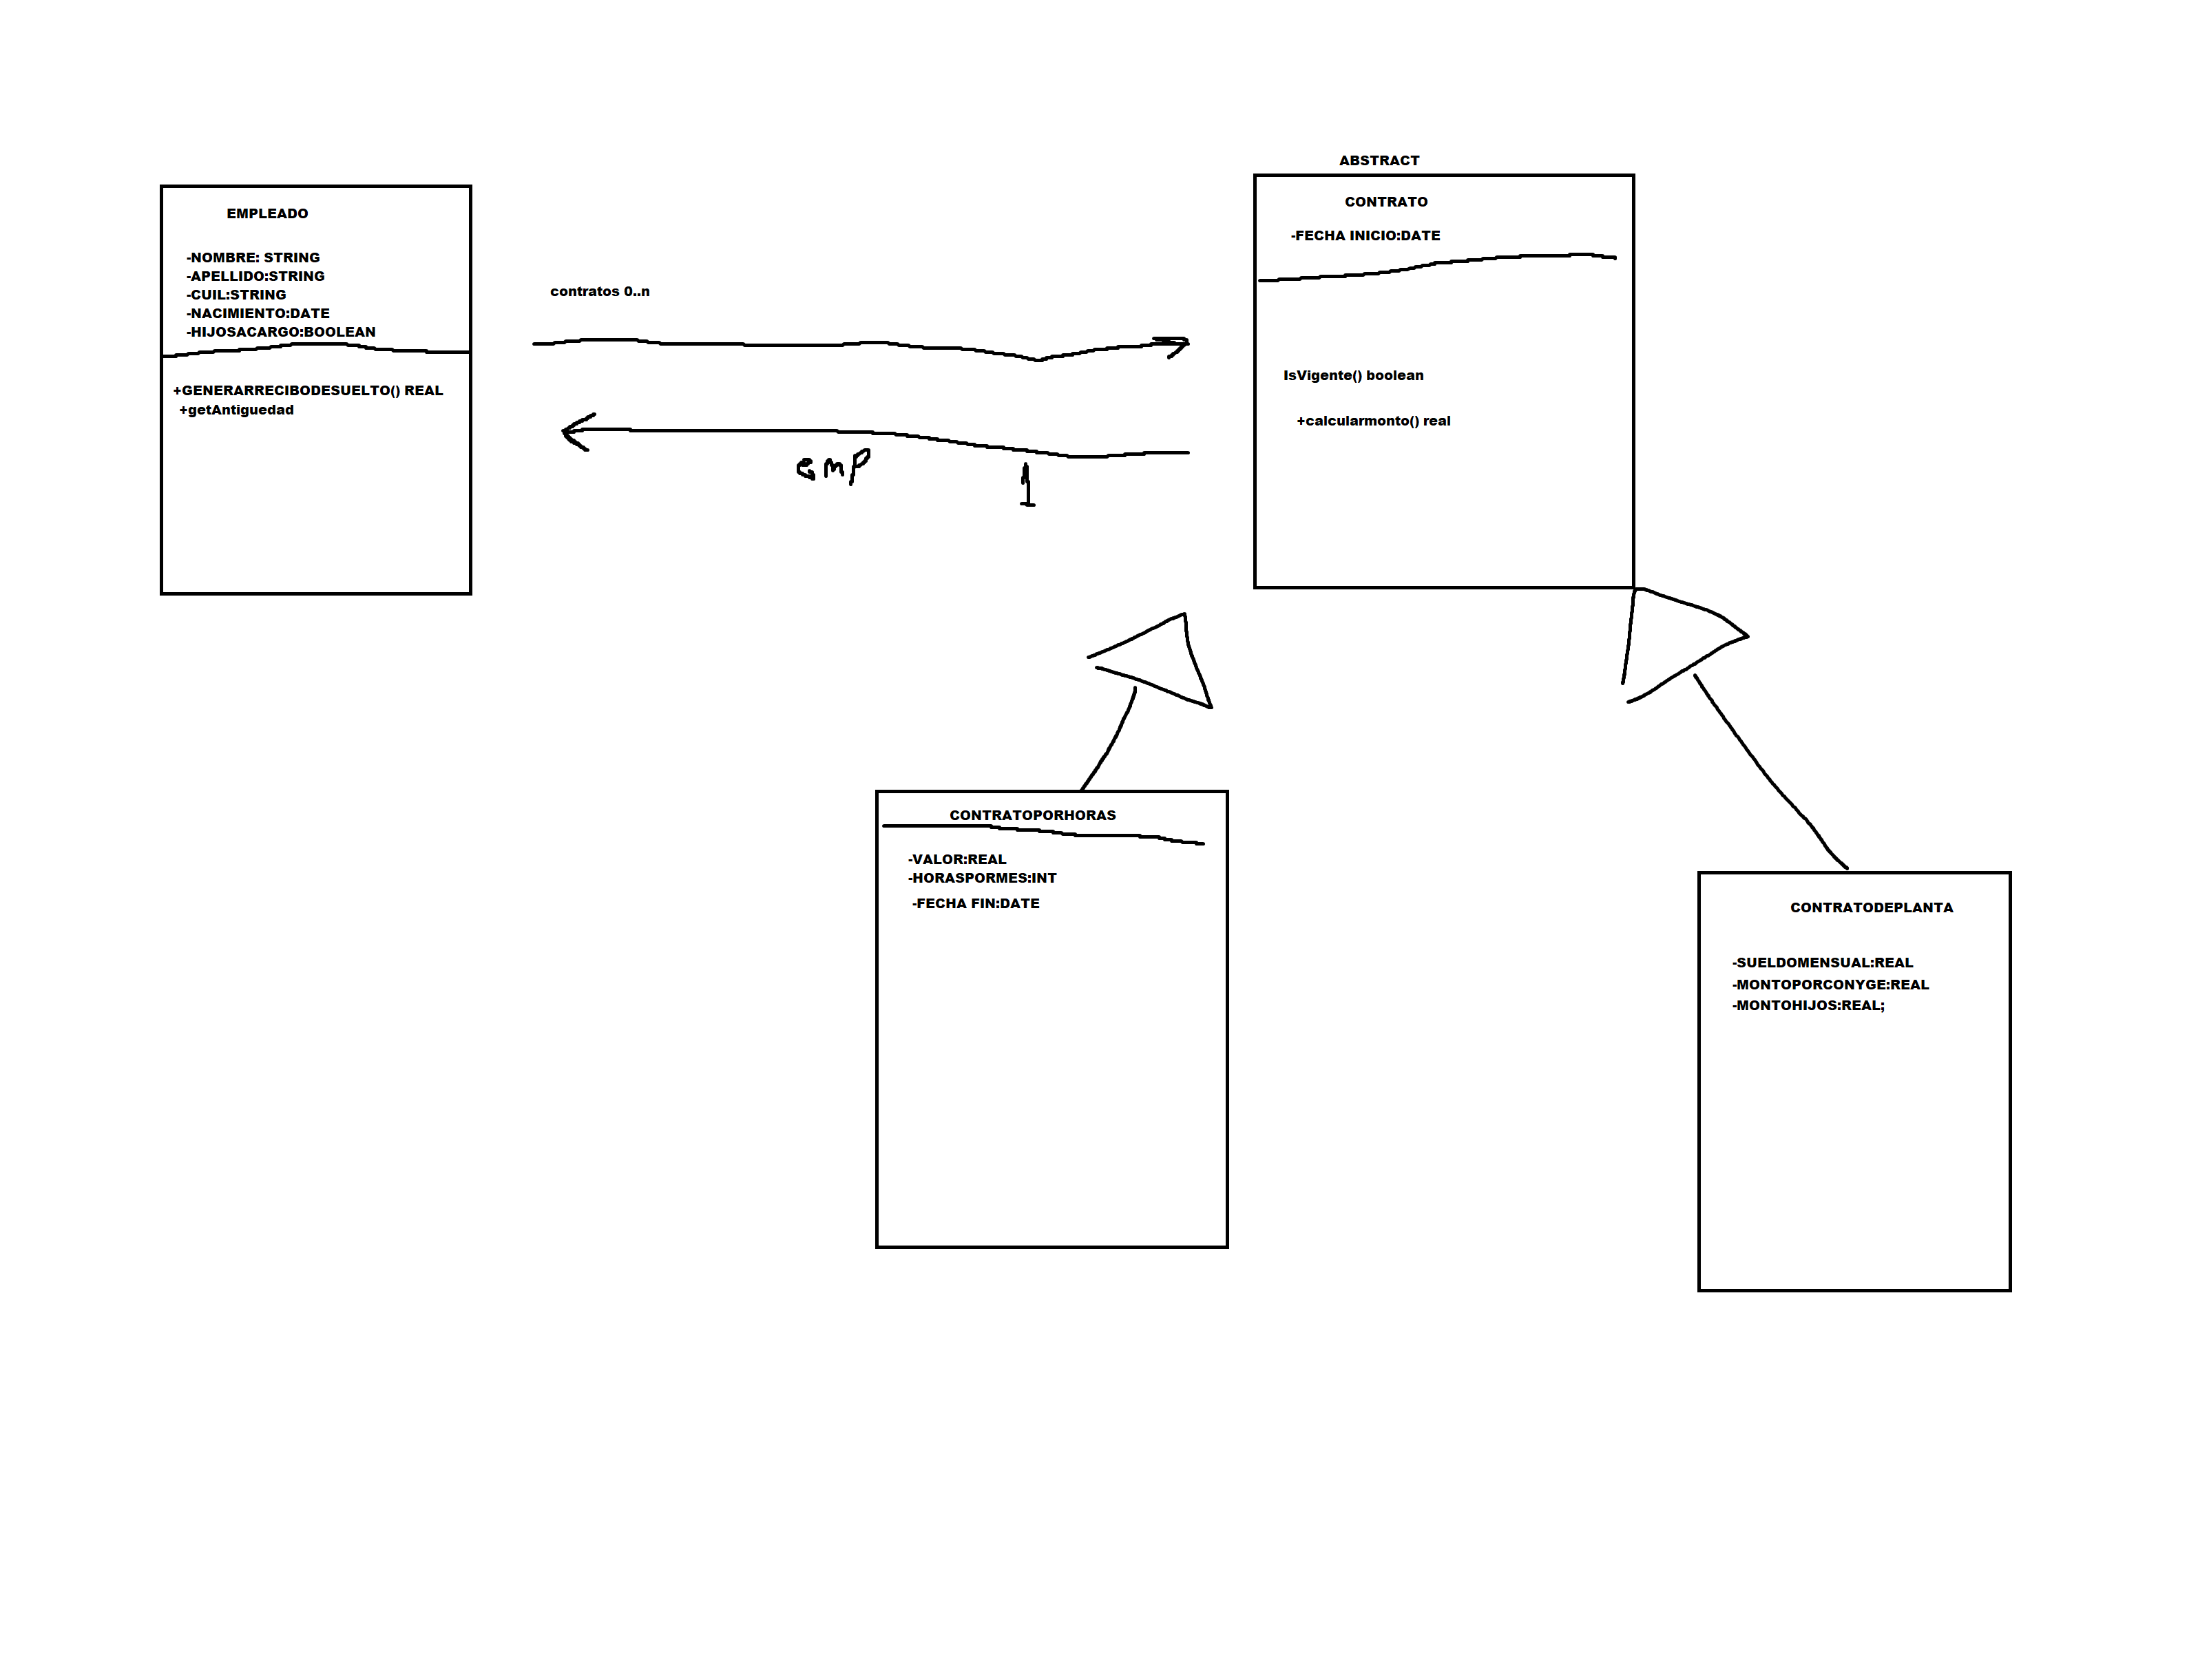 EMPLEADO
-NOMBRE: STRING
-APELLIDO:STRING
-CUIL:STRING
-NACIMIENTO:DATE
-HIJOSACARGO:BOOLEAN
+GENERARRECIBODESUELTO() REAL
+getAntiguedad
contratos 0..n
emp
1
ABSTRACT
CONTRATO
-FECHA INICIO:DATE
IsVigente() boolean
+calcularmonto() real
CONTRATOPORHORAS
-VALOR:REAL
-HORASPORMES:INT
-FECHA FIN:DATE
CONTRATODEPLANTA
-SUELDOMENSUAL:REAL
-MONTOPORCONYGE:REAL
-MONTOHIJOS:REAL;